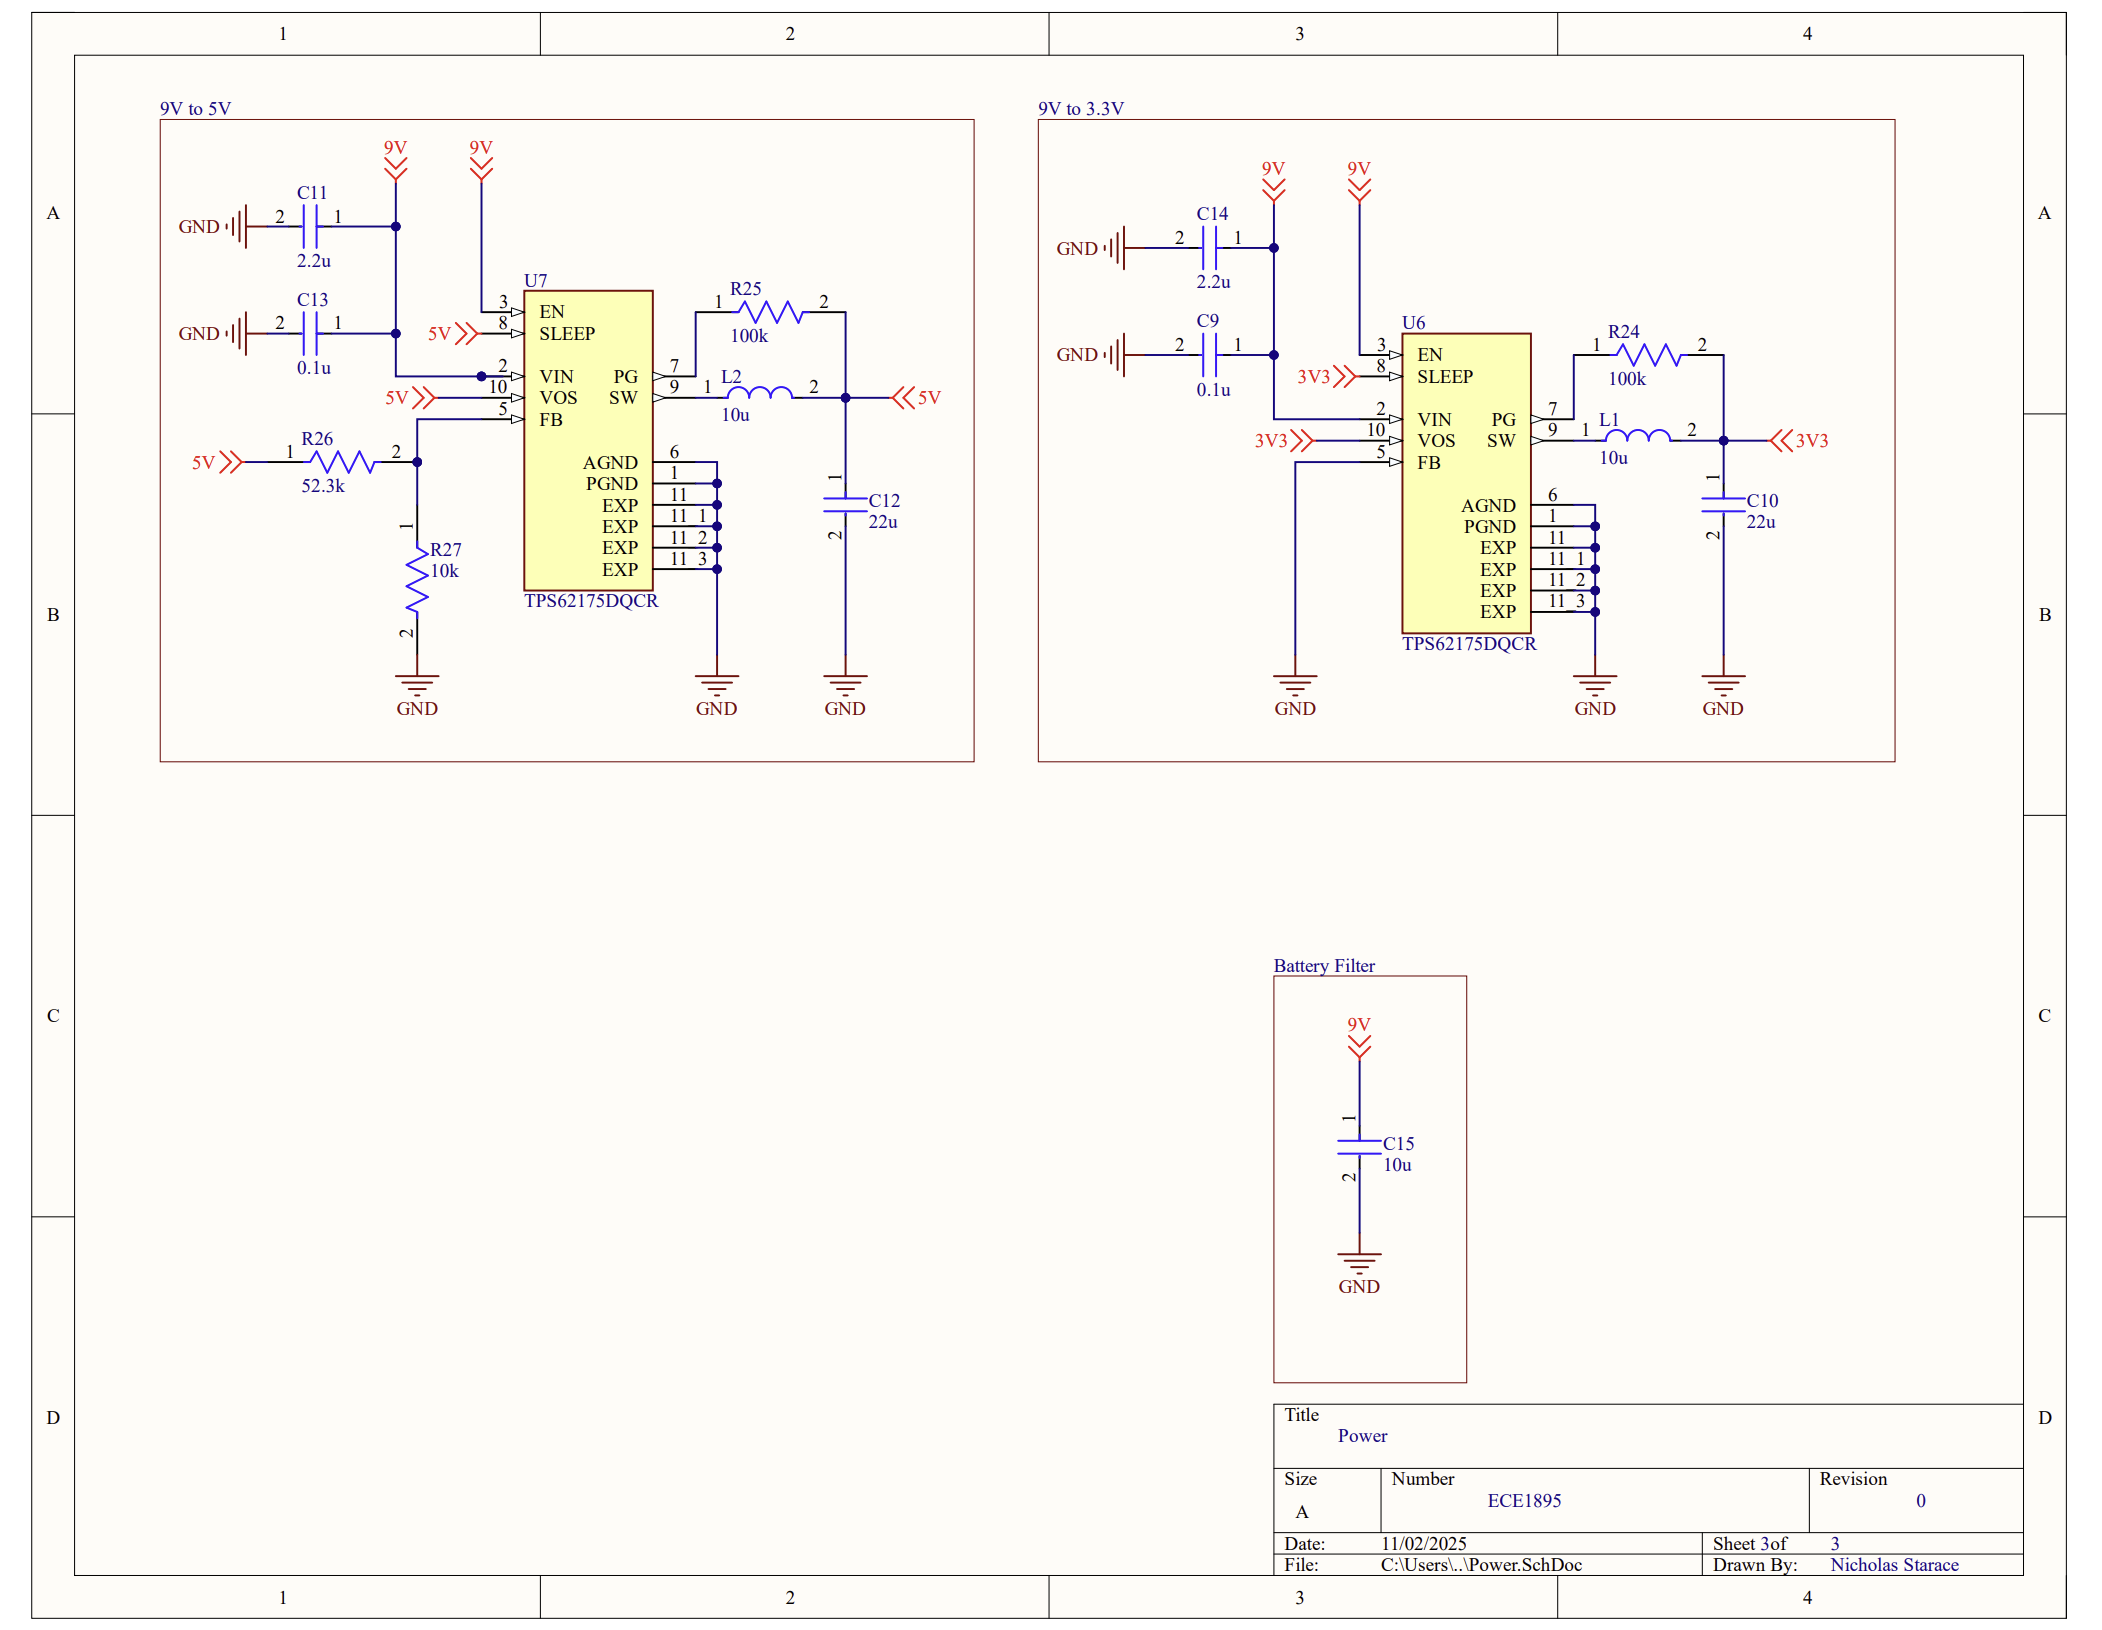 1 2 3 4
A
B
C
D
A
B
C
D
9V to 5V
9V
9V
C11
GND 2 1
2.2u
C13
GND 2 1
0.1u
U7
3 EN
5V 8 SLEEP
2 VIN
5V 10 VOS
5 FB
PG 7
SW 9
AGND 6
PGND 1
EXP 11
EXP 11 1
EXP 11 2
EXP 11 3
TPS62175DQCR
R25
1 2
100k
L2
1 2
10u
5V
5V 1 R26 2
52.3k
1
R27
10k
2
GND
GND
1
C12
22u
2
GND
9V to 3.3V
9V
9V
C14
GND 2 1
2.2u
C9
GND 2 1
0.1u
U6
3 EN
3V3 8 SLEEP
2 VIN
3V3 10 VOS
5 FB
PG 7
SW 9
AGND 6
PGND 1
EXP 11
EXP 11 1
EXP 11 2
EXP 11 3
TPS62175DQCR
R24
1 2
100k
L1
1 2
10u
3V3
1
C10
22u
2
GND
GND
GND
Battery Filter
9V
1
C15
10u
2
GND
Title
Power
Size
A
Number
ECE1895
Revision
0
Date: 11/02/2025
Sheet 3of 3
File: C:\Users\..\Power.SchDoc
Drawn By: Nicholas Starace
1 2 3 4